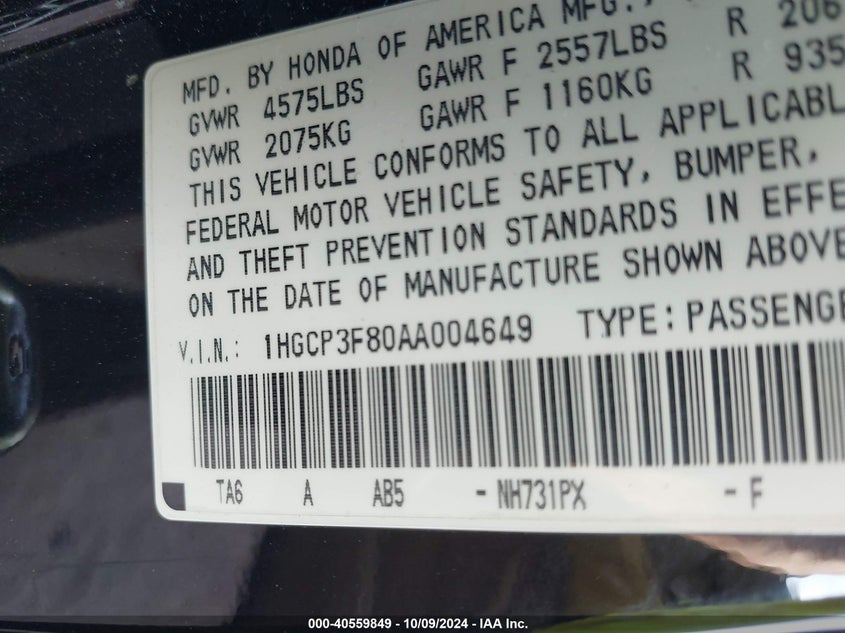 MFD. BY HONDA OF AMERICA MFG.,
GVWR 4575LBS GAWR F 2557LBS R 206
GVWR 2075KG GAWR F 1160KG R 935
THIS VEHICLE CONFORMS TO ALL APPLICABL
FEDERAL MOTOR VEHICLE SAFETY, BUMPER,
AND THEFT PREVENTION STANDARDS IN EFFE
ON THE DATE OF MANUFACTURE SHOWN ABOVE
V.I.N.: 1HGCP3F80AA004649 TYPE:PASSENGE
TA6 A AB5 -NH731PX -F
000-40559849 - 10/09/2024 - IAA Inc.